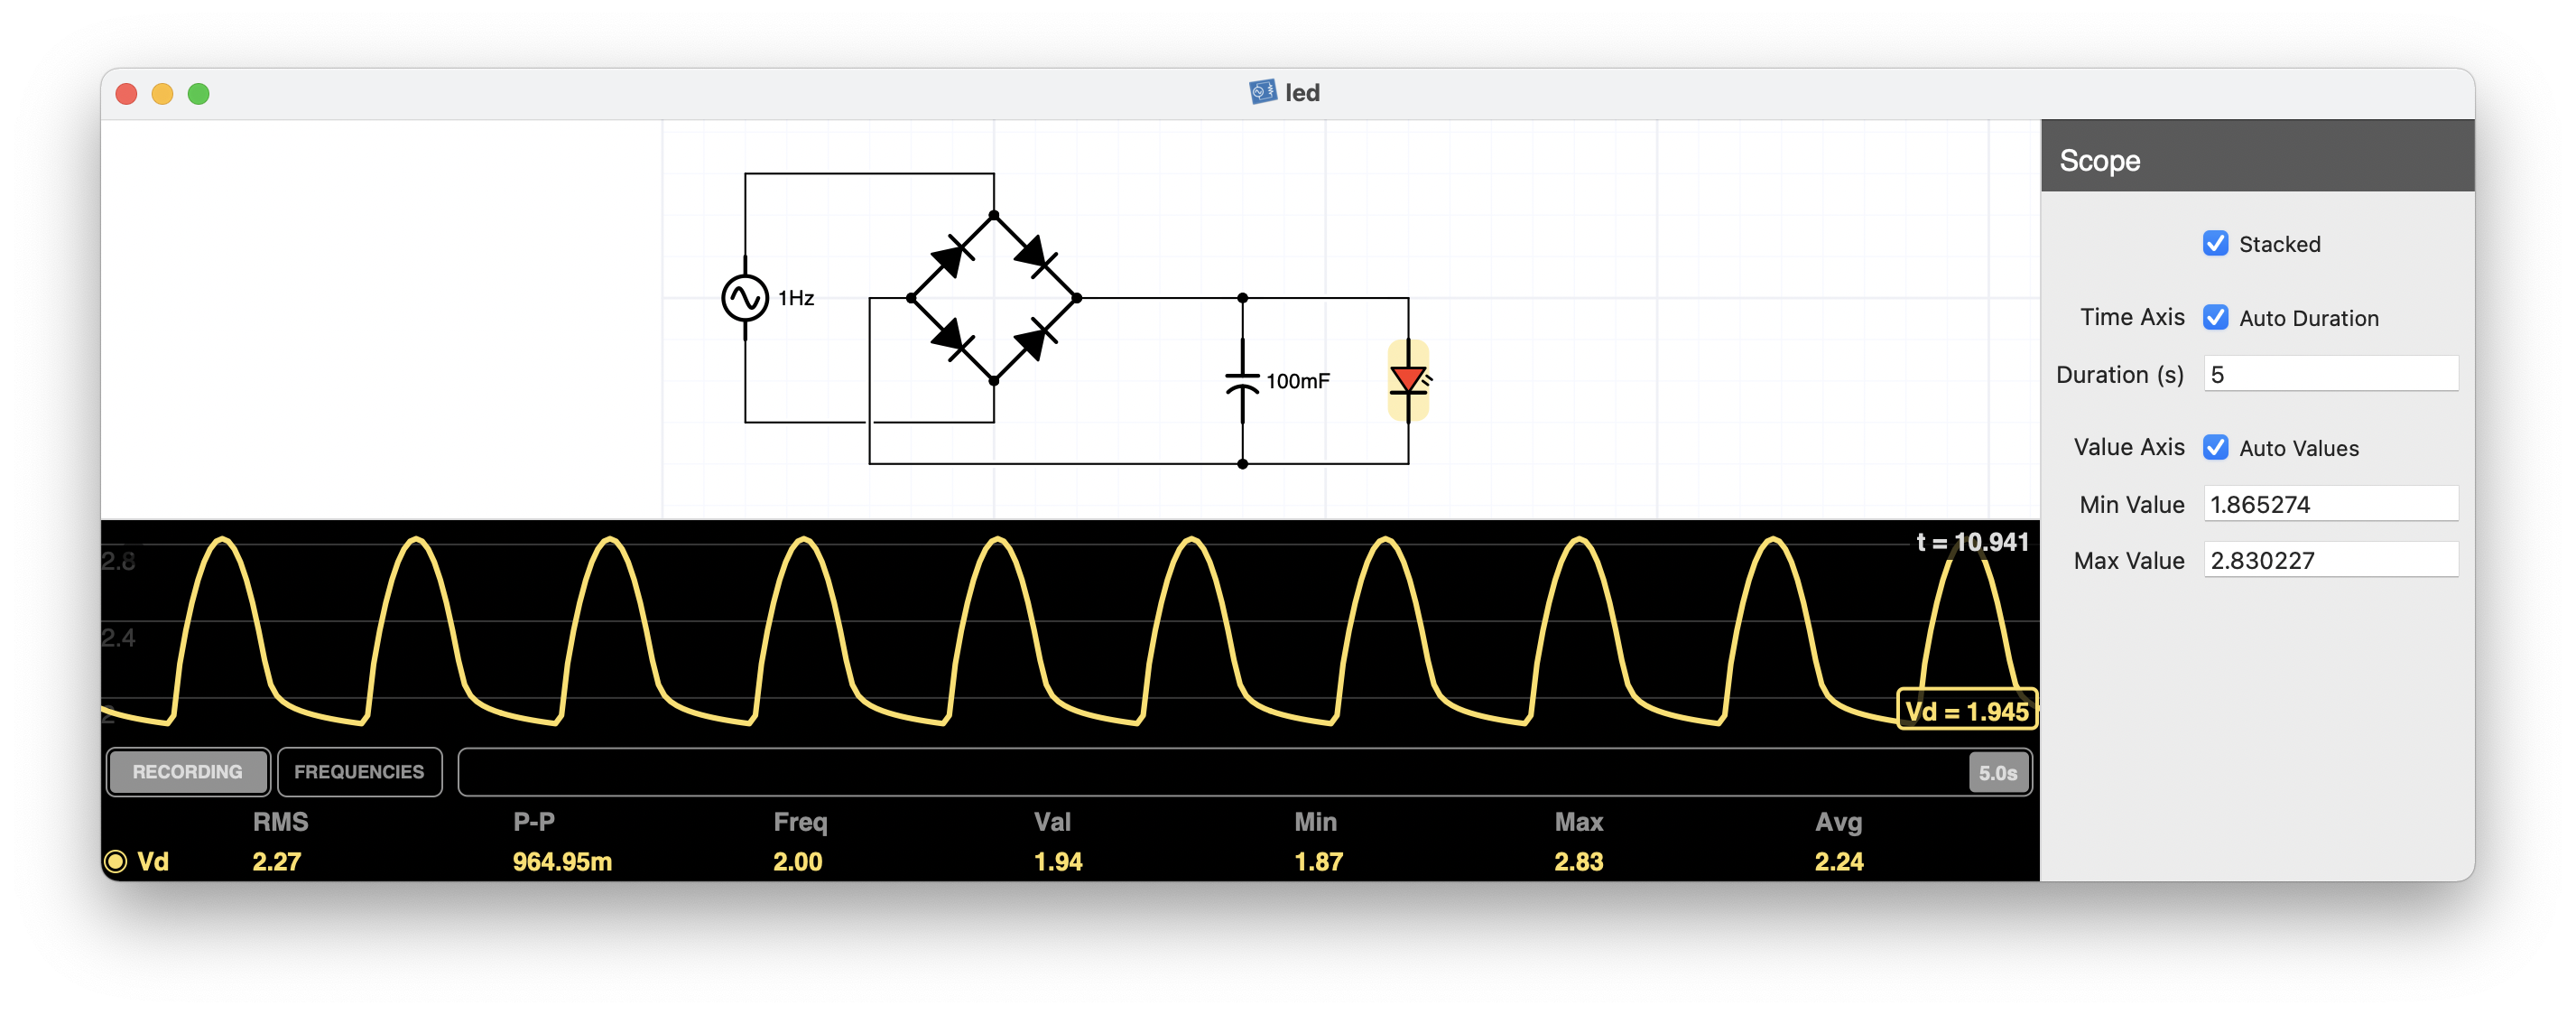 led
1Hz
100mF
Scope
Stacked
Time Axis Auto Duration
Duration (s) 5
Value Axis Auto Values
Min Value 1.865274
Max Value 2.830227
t = 10.941
2.8
2.4
2
Vd = 1.945
RECORDING FREQUENCIES 5.0s
RMS P-P Freq Val Min Max Avg
Vd 2.27 964.95m 2.00 1.94 1.87 2.83 2.24